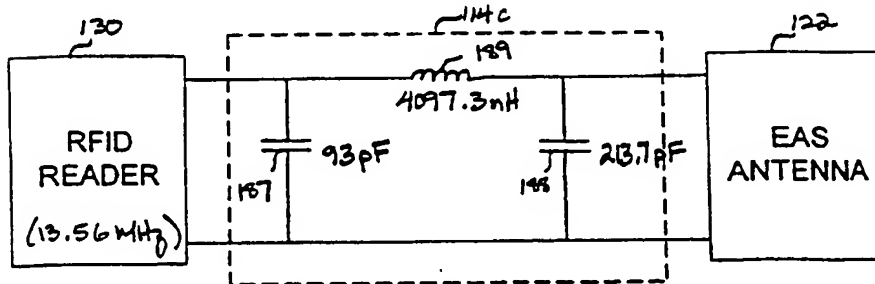 114c
130
122
189
4097.3nH
RFID
READER
(13.56MHz)
93pF
187
213.7pF
188
EAS
ANTENNA